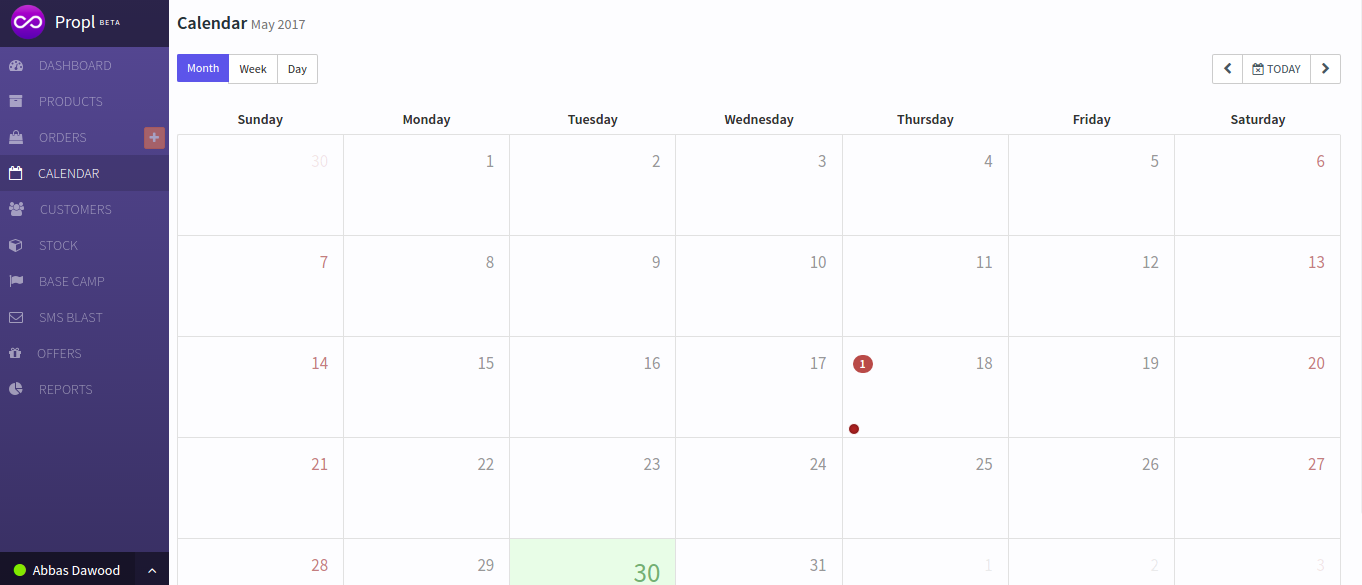 Propl BETA
DASHBOARD
PRODUCTS
ORDERS +
CALENDAR
CUSTOMERS
STOCK
BASE CAMP
SMS BLAST
OFFERS
REPORTS
Abbas Dawood
Calendar May 2017
Month Week Day
TODAY
Sunday Monday Tuesday Wednesday Thursday Friday Saturday
30 1 2 3 4 5 6
7 8 9 10 11 12 13
14 15 16 17 1 18 19 20
21 22 23 24 25 26 27
28 29 30 31 1 2 3